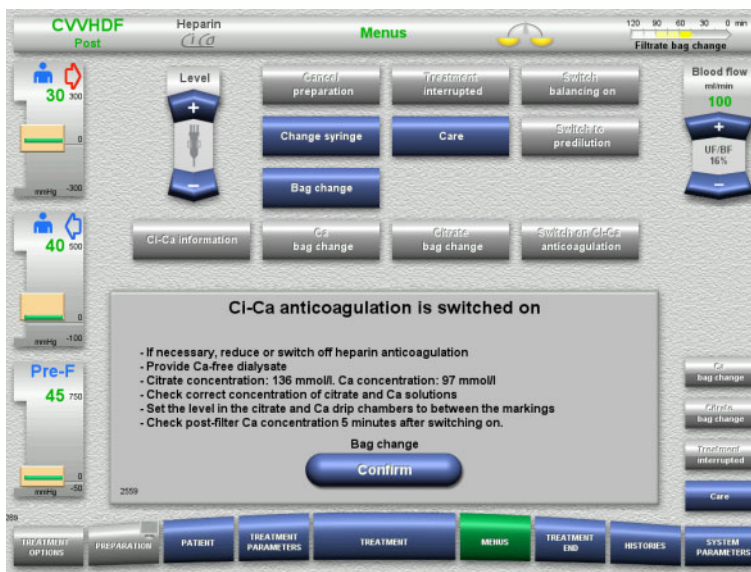 CVVHDF
Post
Heparin
Ci Ca
Menus
120 90 60 30 0 min
Filtrate bag change
30 300
0
mmHg -300
Level
+
−
Cancel
preparation
Treatment
interrupted
Switch
balancing on
Change syringe
Care
Switch to
predilution
Bag change
Blood flow
ml/min
100
+
UF/BF
16%
−
40 500
0
mmHg -100
Ci-Ca information
Ca
bag change
Citrate
bag change
Switch on Ci-Ca
anticoagulation
Ci-Ca anticoagulation is switched on
- If necessary, reduce or switch off heparin anticoagulation
- Provide Ca-free dialysate
- Citrate concentration: 136 mmol/l. Ca concentration: 97 mmol/l
- Check correct concentration of citrate and Ca solutions
- Set the level in the citrate and Ca drip chambers to between the markings
- Check post-filter Ca concentration 5 minutes after switching on.
Bag change
Confirm
2559
Pre-F
45 750
0
mmHg -50
Ca
bag change
Citrate
bag change
Treatment
interrupted
Care
TREATMENT
OPTIONS
PREPARATION
PATIENT
TREATMENT
PARAMETERS
TREATMENT
MENUS
TREATMENT
END
HISTORIES
SYSTEM
PARAMETERS